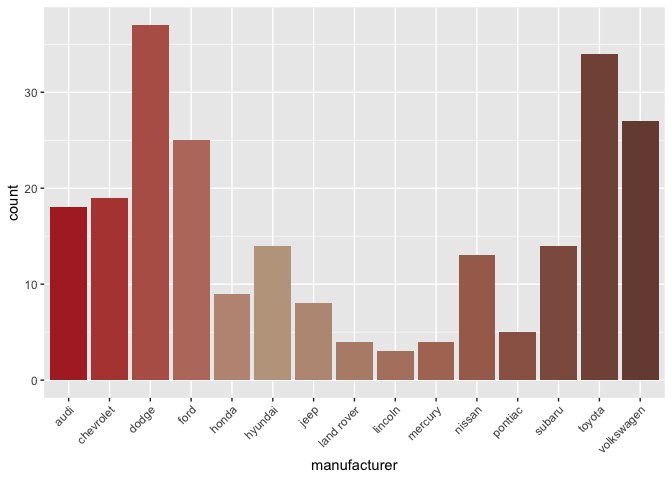 count
30
20
10
0
audi
chevrolet
dodge
ford
honda
hyundai
jeep
land rover
lincoln
mercury
nissan
pontiac
subaru
toyota
volkswagen
manufacturer